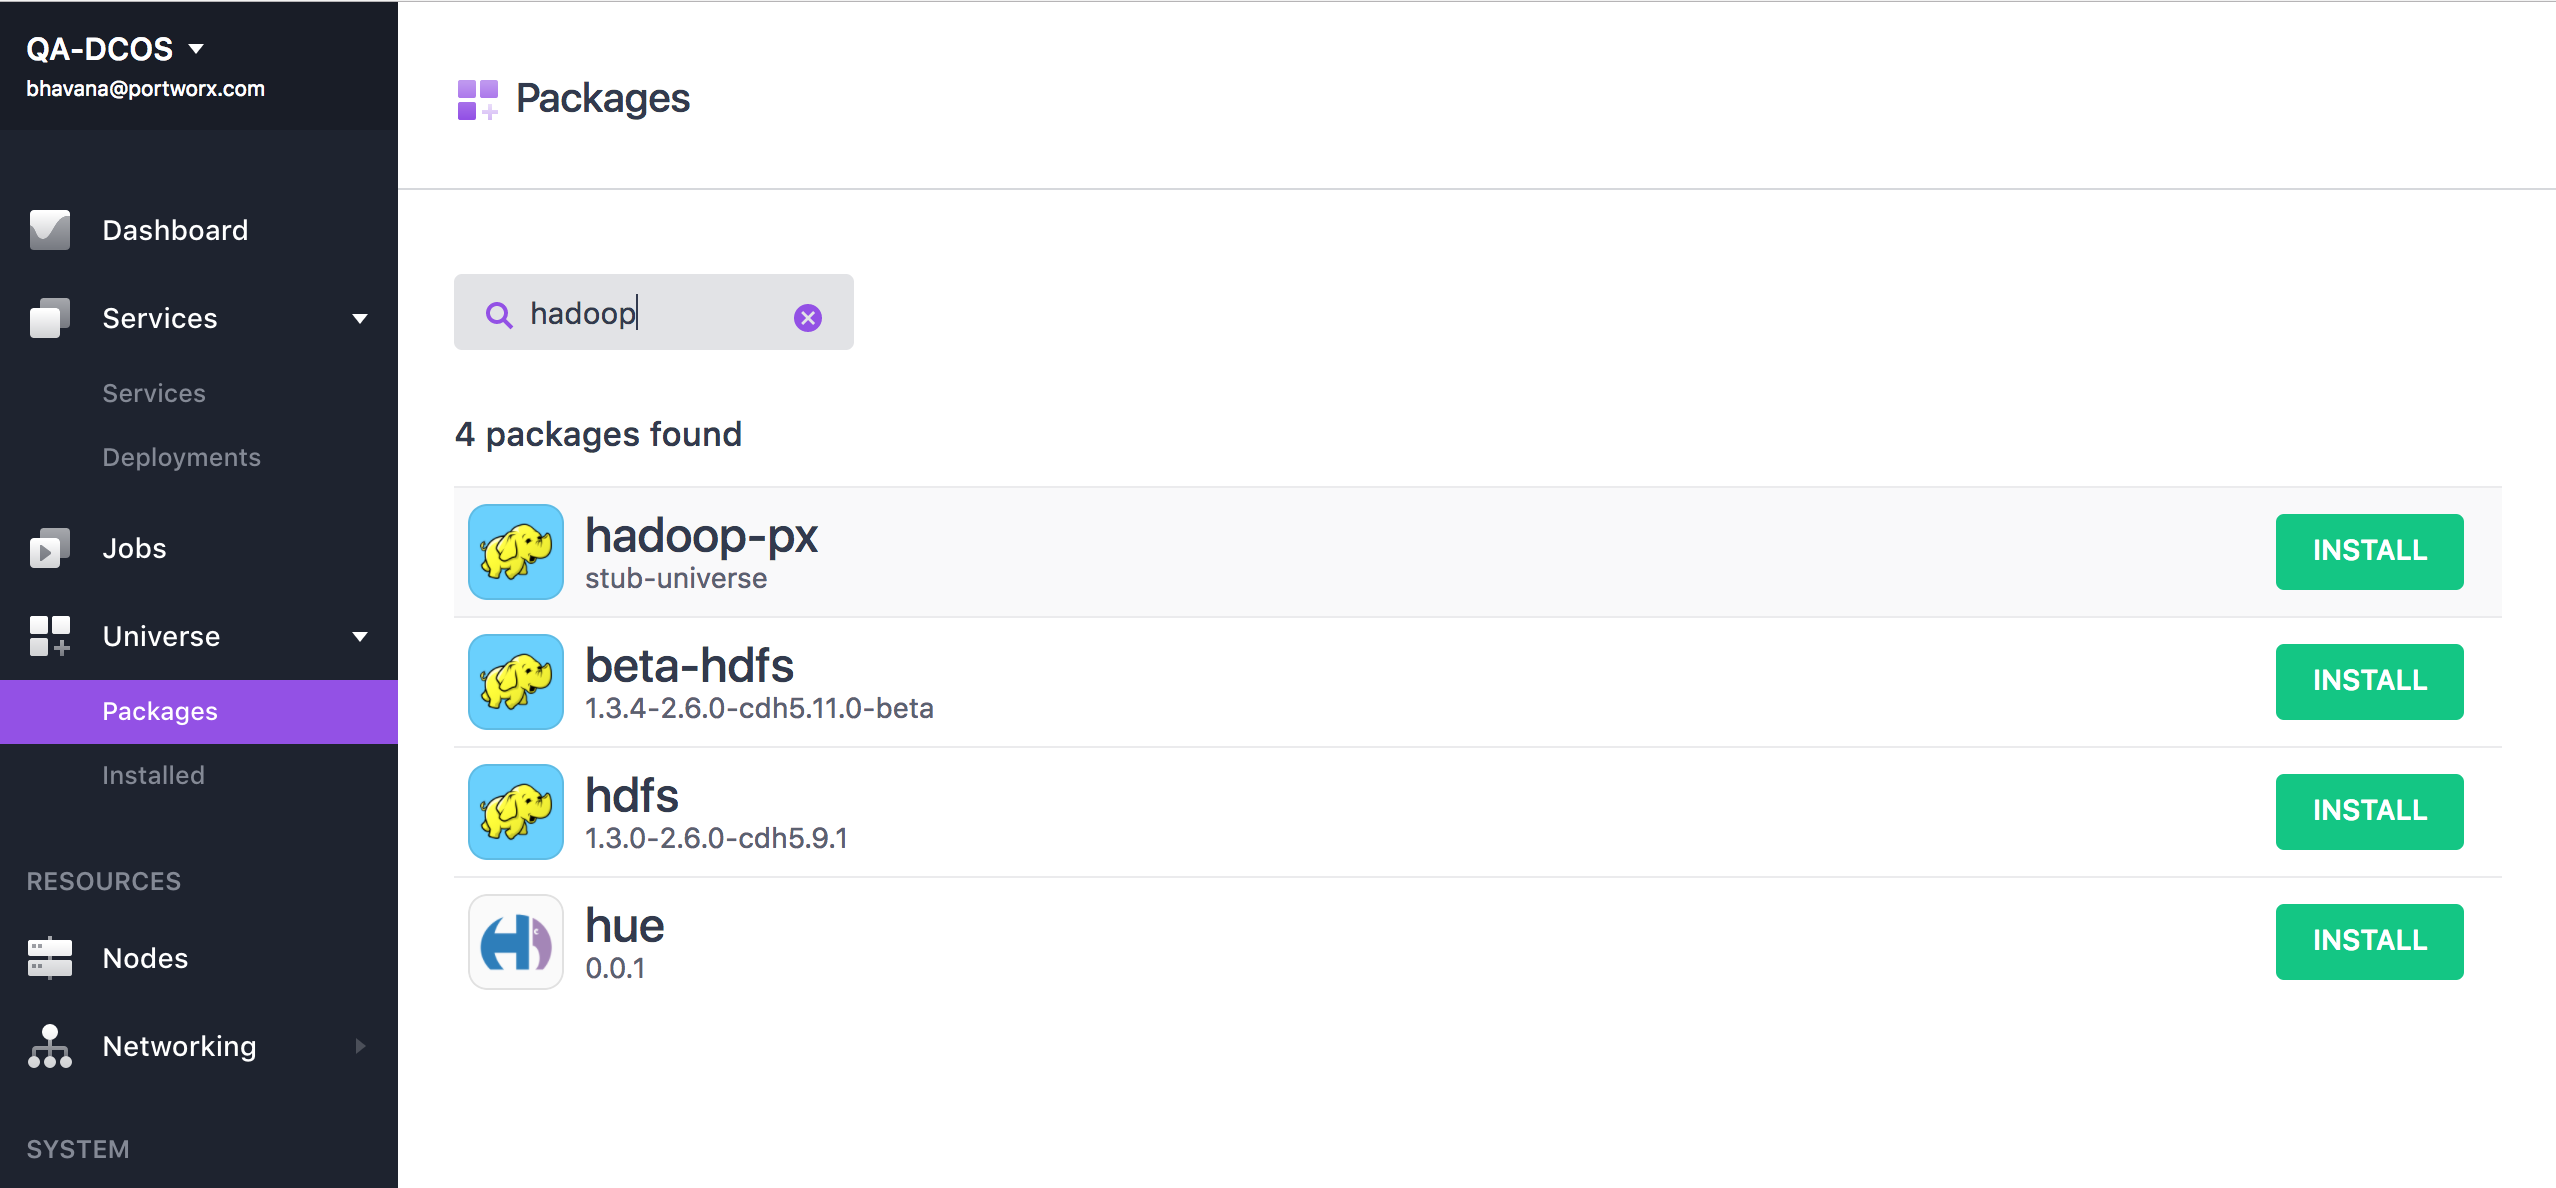 QA-DCOS
bhavana@portworx.com
Dashboard
Services
Services
Deployments
Jobs
Universe
Packages
Installed
RESOURCES
Nodes
Networking
SYSTEM
Packages
hadoop
4 packages found
hadoop-px
stub-universe
INSTALL
beta-hdfs
1.3.4-2.6.0-cdh5.11.0-beta
INSTALL
hdfs
1.3.0-2.6.0-cdh5.9.1
INSTALL
hue
0.0.1
INSTALL